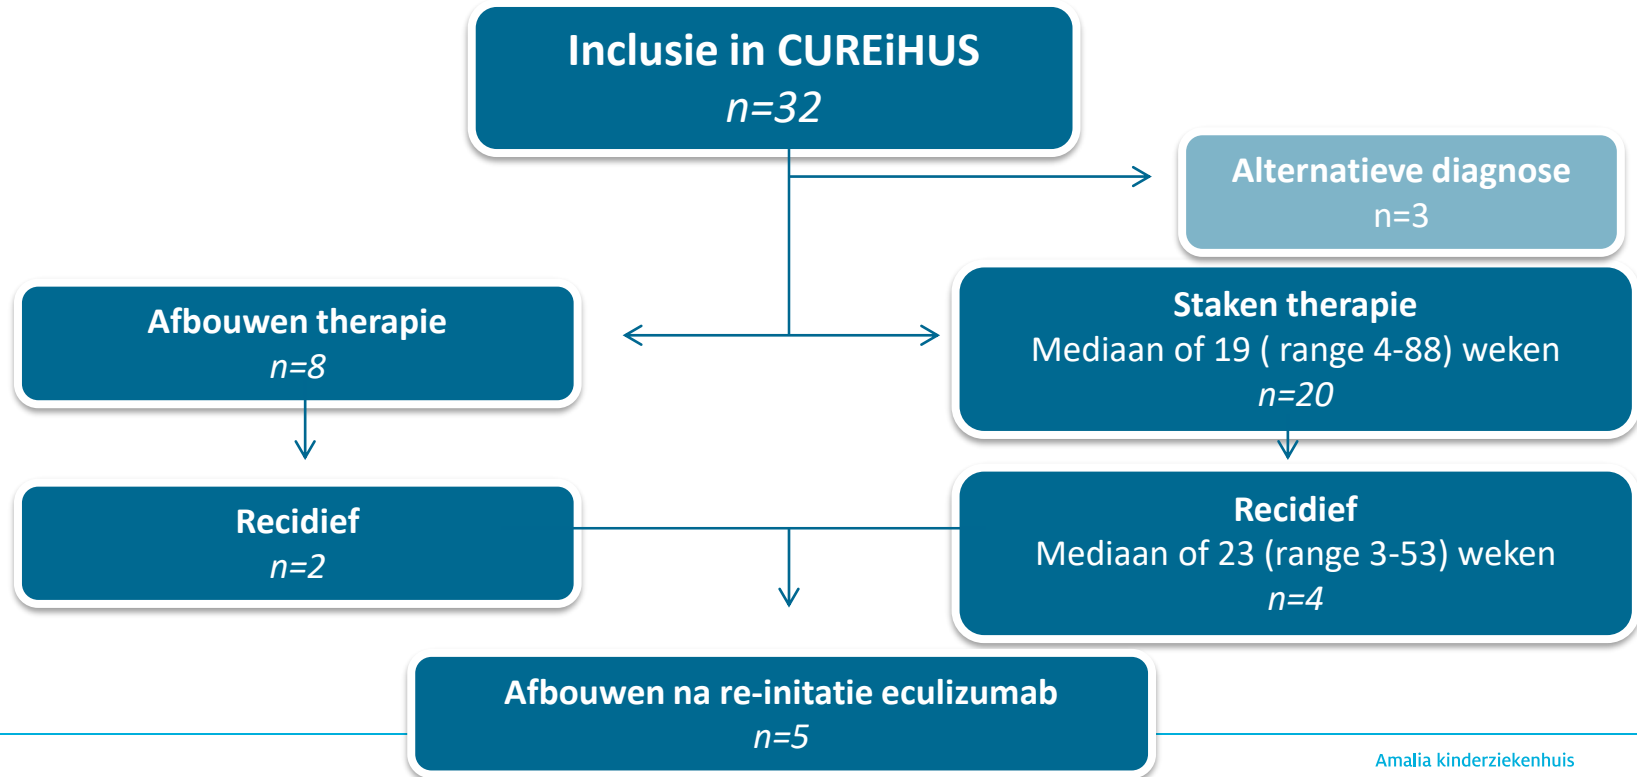 Inclusie in CUREiHUS
n=32
Alternatieve diagnose
n=3
Afbouwen therapie
n=8
Staken therapie
Mediaan of 19 ( range 4-88) weken
n=20
Recidief
n=2
Recidief
Mediaan of 23 (range 3-53) weken
n=4
Afbouwen na re-initatie eculizumab
n=5
Amalia kinderziekenhuis